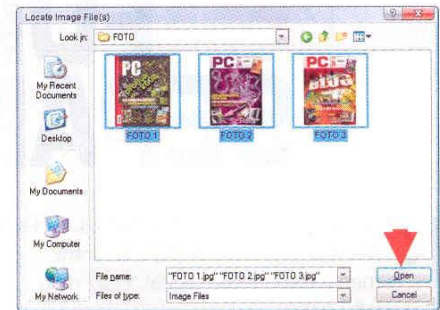 Locate Image File(s)
Look in: FOTO
My Recent Documents
Desktop
My Documents
My Computer
My Network
PC
PC
PC
FOTO 1
FOTO 2
FOTO 3
File name: "FOTO 1.jpg" "FOTO 2.jpg" "FOTO 3.jpg"
Open
Files of type: Image Files
Cancel